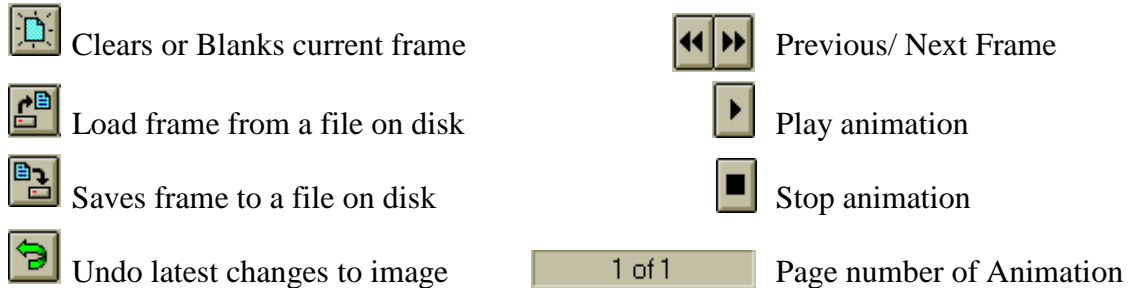 Clears or Blanks current frame
Previous/ Next Frame
Load frame from a file on disk
Play animation
Saves frame to a file on disk
Stop animation
Undo latest changes to image
1 of 1
Page number of Animation